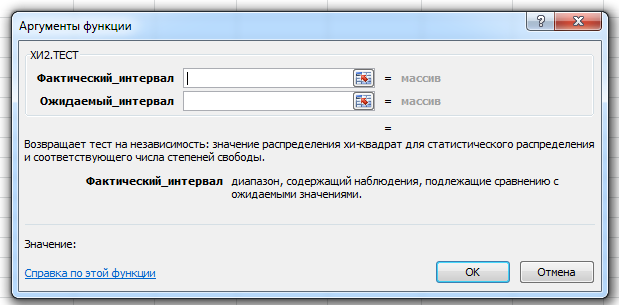 Аргументы функции
?
ХИ2.ТЕСТ
Фактический_интервал = массив
Ожидаемый_интервал = массив
=
Возвращает тест на независимость: значение распределения хи-квадрат для статистического распределения
и соответствующего числа степеней свободы.
Фактический_интервал диапазон, содержащий наблюдения, подлежащие сравнению с
ожидаемыми значениями.
Значение:
Справка по этой функции
ОК
Отмена